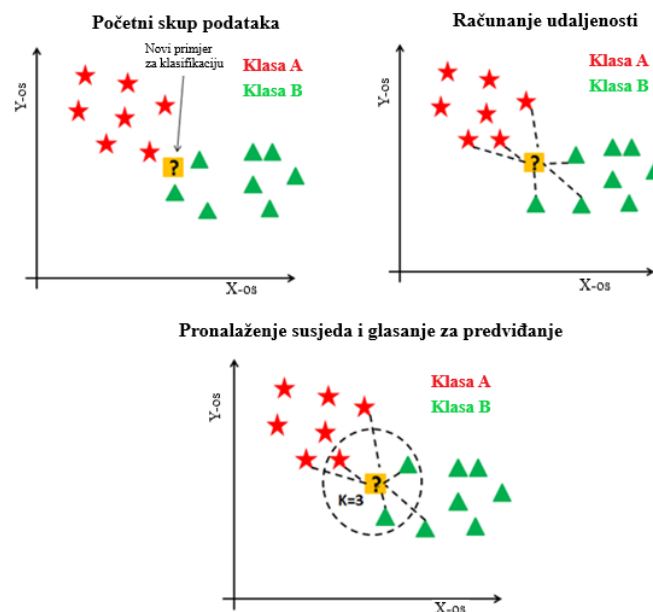 Početni skup podataka
Novi primjer
za klasifikaciju
Klasa A
Klasa B
Y-os
?
X-os
Računanje udaljenosti
Klasa A
Klasa B
Y-os
?
X-os
Pronalaženje susjeda i glasanje za predviđanje
Klasa A
Klasa B
Y-os
?
K=3
X-os